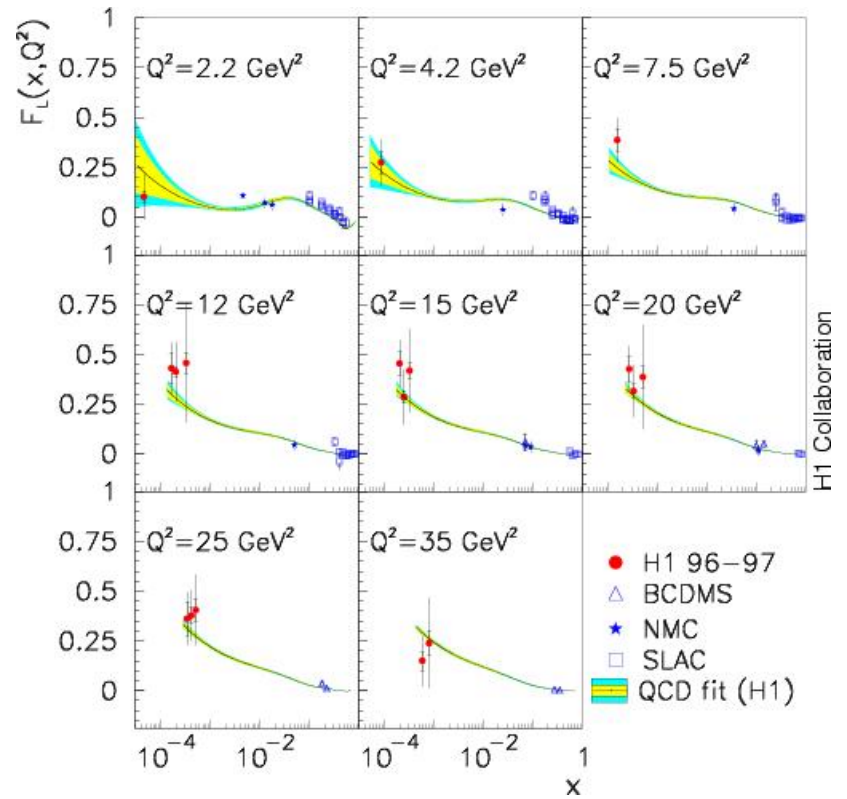 F_L(x,Q²)
1
0.75
0.5
0.25
0
Q²=2.2 GeV²
Q²=4.2 GeV²
Q²=7.5 GeV²
1
0.75
0.5
0.25
0
Q²=12 GeV²
Q²=15 GeV²
Q²=20 GeV²
1
0.75
0.5
0.25
0
Q²=25 GeV²
Q²=35 GeV²
10⁻⁴ 10⁻²
10⁻⁴ 10⁻² 1
x
H1 96−97
BCDMS
NMC
SLAC
QCD fit (H1)
H1 Collaboration